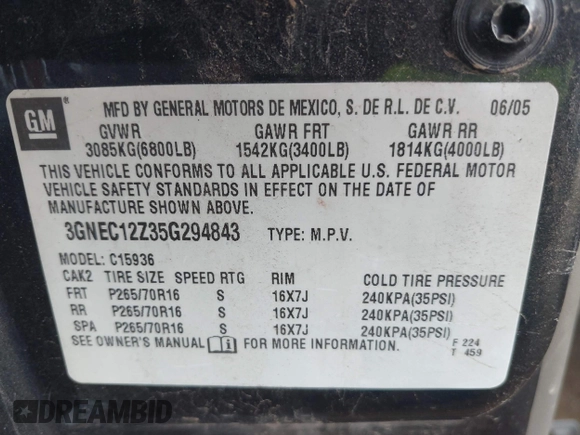 GM ® MFD BY GENERAL MOTORS DE MEXICO, S. DE R.L. DE C.V. 06/05
GVWR GAWR FRT GAWR RR
3085KG(6800LB) 1542KG(3400LB) 1814KG(4000LB)
THIS VEHICLE CONFORMS TO ALL APPLICABLE U.S. FEDERAL MOTOR
VEHICLE SAFETY STANDARDS IN EFFECT ON THE DATE OF
MANUFACTURE SHOWN ABOVE.
3GNEC12Z35G294843 TYPE: M.P.V.
MODEL: C15936
CAK2 TIRE SIZE SPEED RTG RIM COLD TIRE PRESSURE
FRT P265/70R16 S 16X7J 240KPA(35PSI)
RR P265/70R16 S 16X7J 240KPA(35PSI)
SPA P265/70R16 S 16X7J 240KPA(35PSI)
SEE OWNER'S MANUAL i FOR MORE INFORMATION. F 224
T 459
DREAMBID